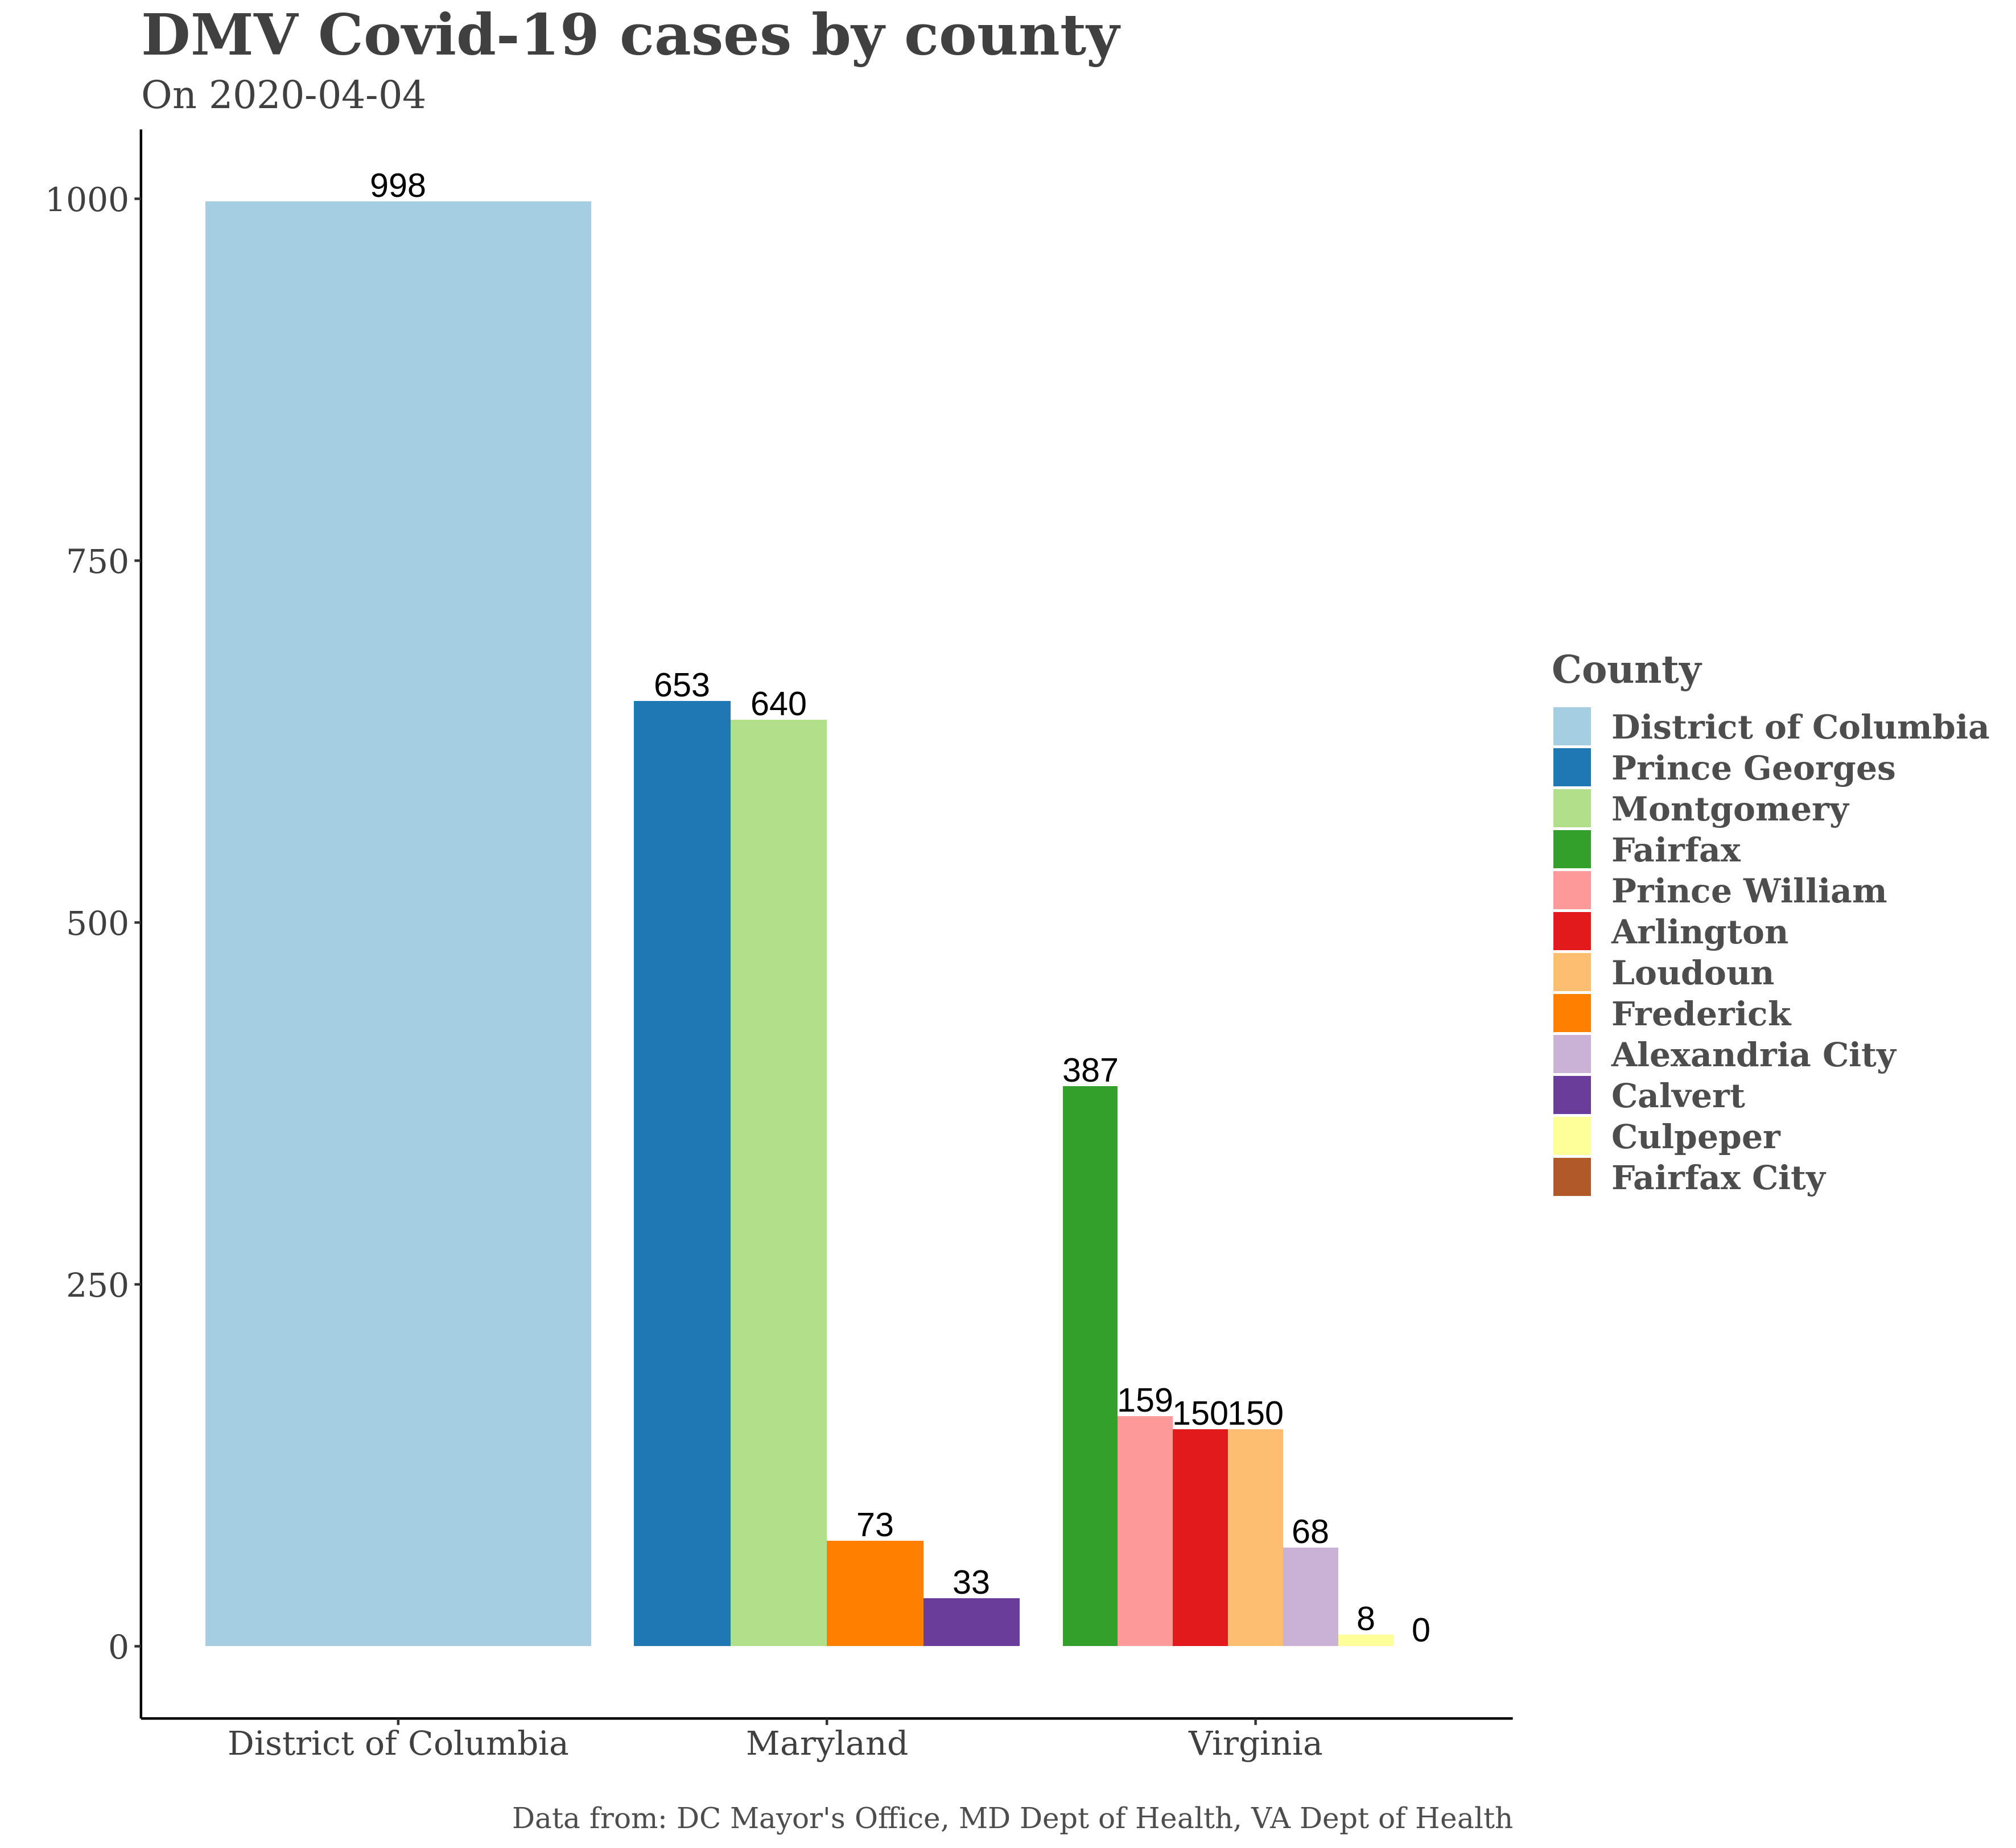 DMV Covid-19 cases by county
On 2020-04-04
1000
750
500
250
0
998
653
640
73
33
387
159
150
150
68
8
0
District of Columbia
Maryland
Virginia
County
District of Columbia
Prince Georges
Montgomery
Fairfax
Prince William
Arlington
Loudoun
Frederick
Alexandria City
Calvert
Culpeper
Fairfax City
Data from: DC Mayor's Office, MD Dept of Health, VA Dept of Health